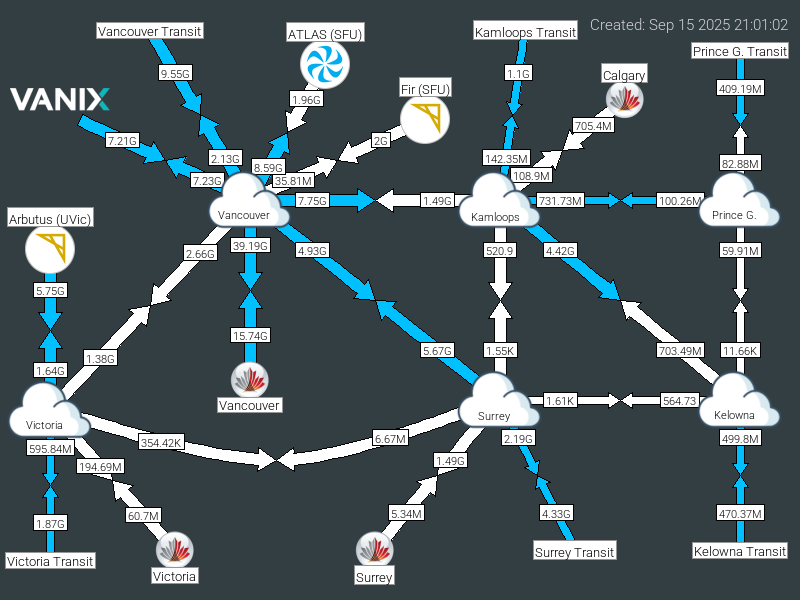 Created: Sep 15 2025 21:01:02
Vancouver Transit
ATLAS (SFU)
Kamloops Transit
Prince G. Transit
9.55G
1.1G
Calgary
Fir (SFU)
409.19M
VANIX
1.96G
705.4M
7.21G
2G
2.13G
142.35M
82.88M
8.59G
108.9M
7.23G
35.81M
7.75G
1.49G
731.73M
100.26M
Vancouver
Kamloops
Prince G.
Arbutus (UVic)
39.19G
4.93G
520.9
4.42G
59.91M
2.66G
5.75G
15.74G
1.38G
5.67G
1.55K
703.49M
11.66K
1.64G
Vancouver
1.61K
564.73
Victoria
Surrey
Kelowna
354.42K
6.67M
2.19G
499.8M
595.84M
194.69M
1.49G
1.87G
60.7M
5.34M
4.33G
470.37M
Victoria Transit
Victoria
Surrey
Surrey Transit
Kelowna Transit